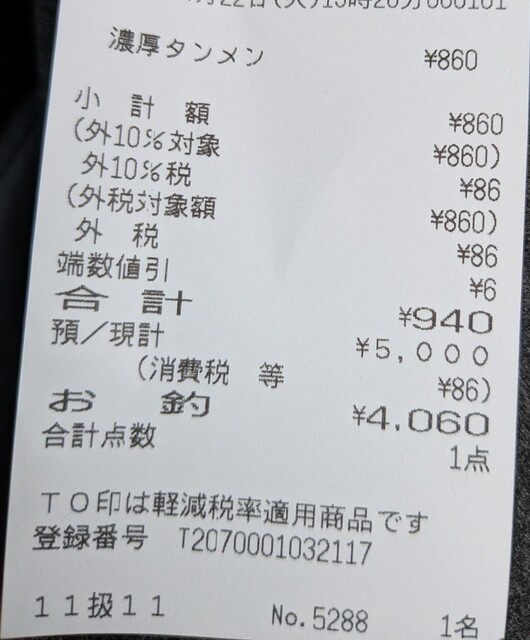 濃厚タンメン ¥860
小 計 額 ¥860
(外10%対象 ¥860)
外10%税 ¥86
(外税対象額 ¥860)
外 税 ¥86
端数値引 ¥6
合 計 ¥940
預／現計 ¥5,000
(消費税 等 ¥86)
お 釣 ¥4,060
合計点数 1点
TO印は軽減税率適用商品です
登録番号 T2070001032117
11扱11 No.5288 1名